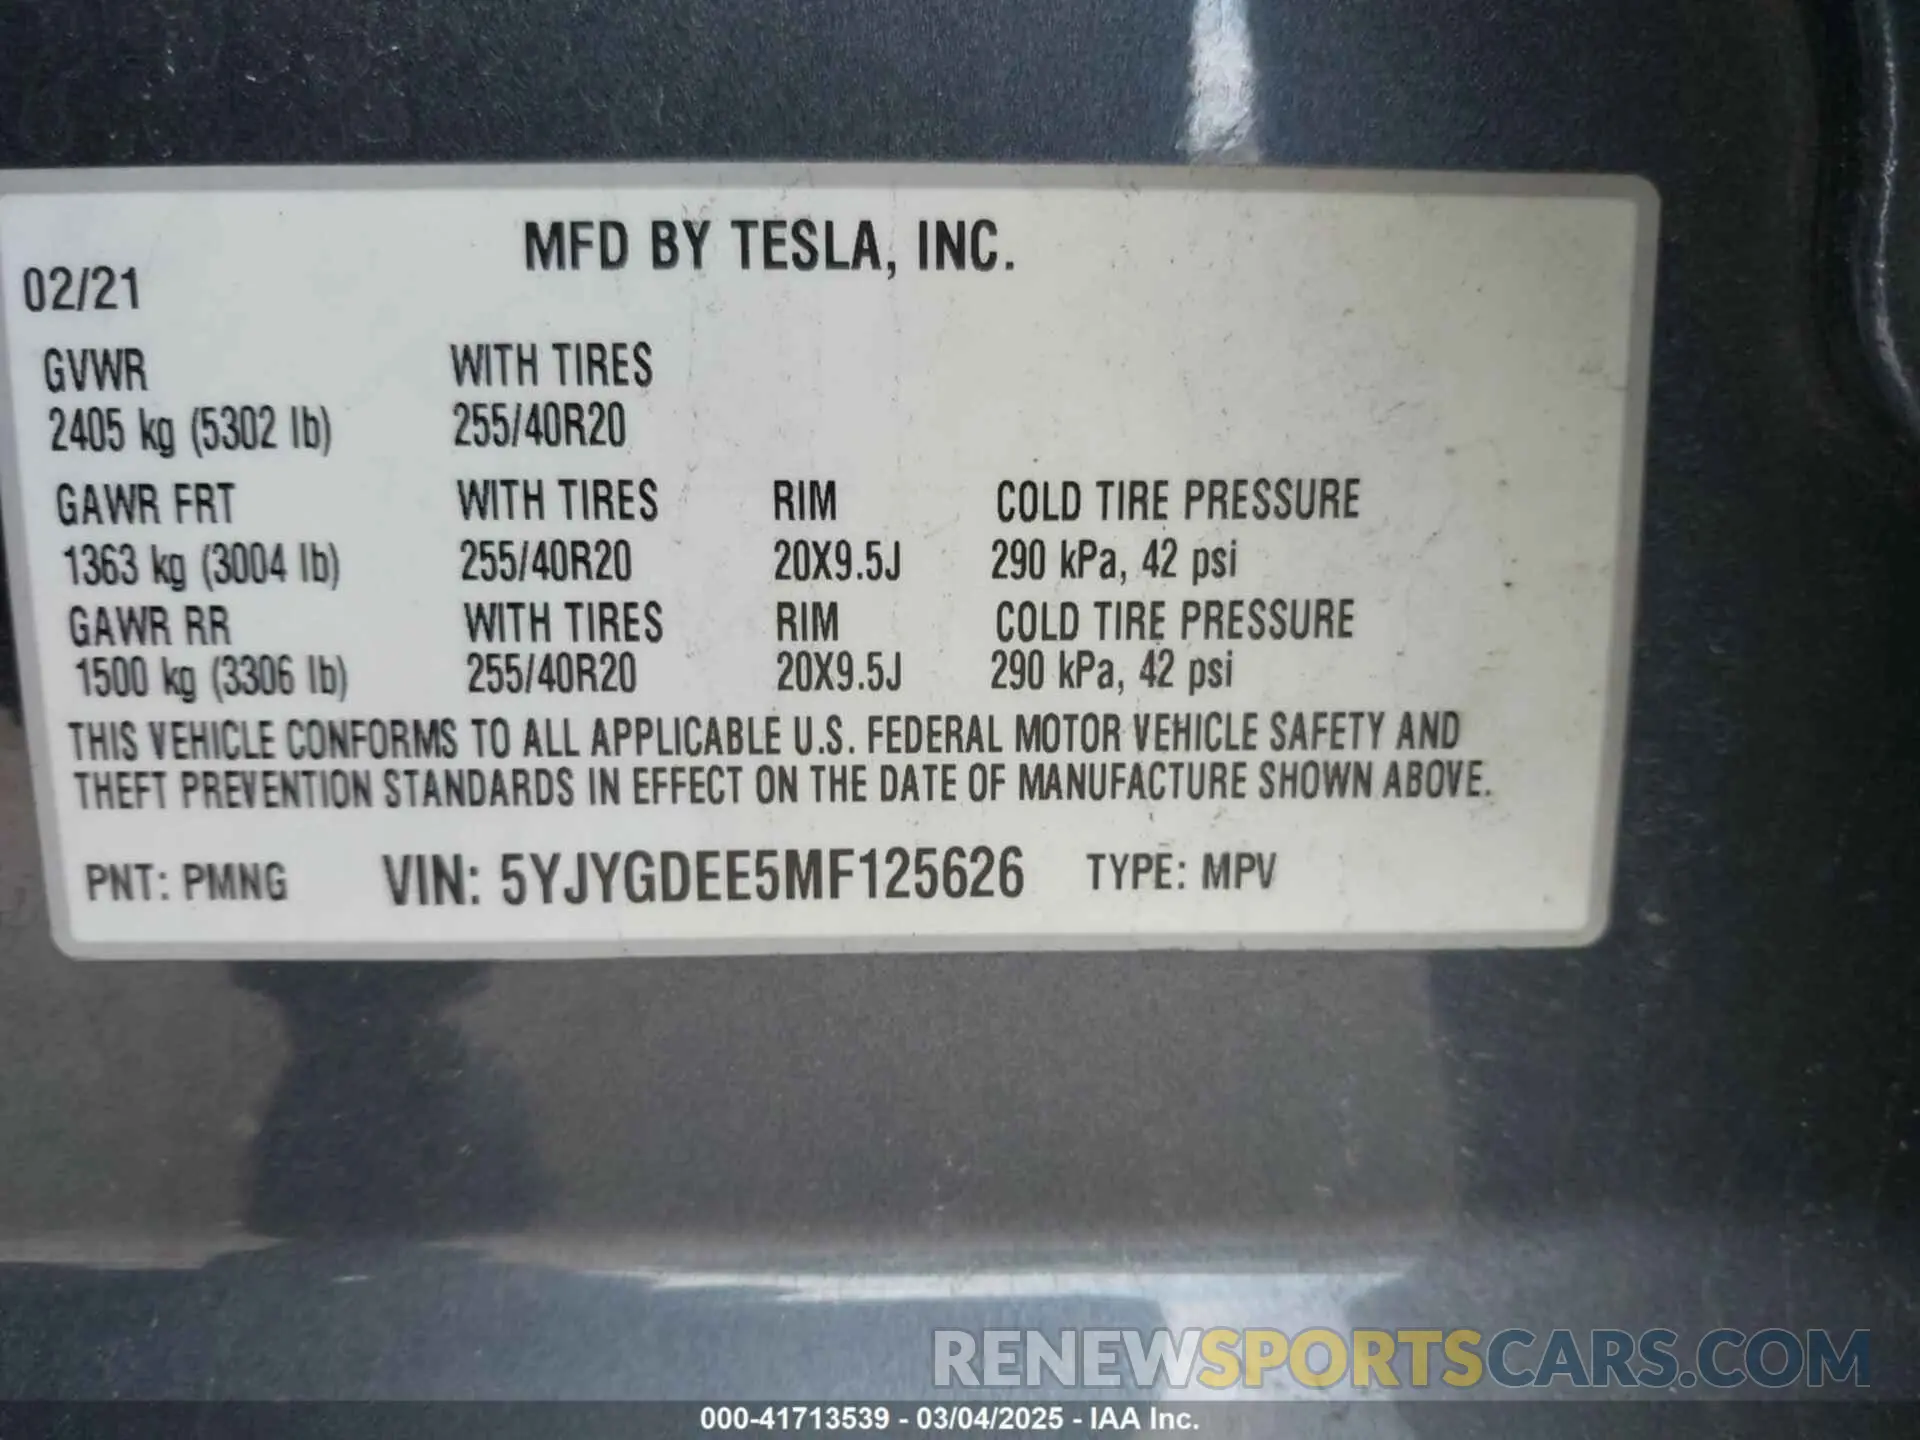 MFD BY TESLA, INC.
02/21
GVWR WITH TIRES
2405 kg (5302 lb) 255/40R20
GAWR FRT WITH TIRES RIM COLD TIRE PRESSURE
1363 kg (3004 lb) 255/40R20 20X9.5J 290 kPa, 42 psi
GAWR RR WITH TIRES RIM COLD TIRE PRESSURE
1500 kg (3306 lb) 255/40R20 20X9.5J 290 kPa, 42 psi
THIS VEHICLE CONFORMS TO ALL APPLICABLE U.S. FEDERAL MOTOR VEHICLE SAFETY AND
THEFT PREVENTION STANDARDS IN EFFECT ON THE DATE OF MANUFACTURE SHOWN ABOVE.
PNT: PMNG VIN: 5YJYGDEE5MF125626 TYPE: MPV
RENEWSPORTSCARS.COM
000-41713539 - 03/04/2025 - IAA Inc.